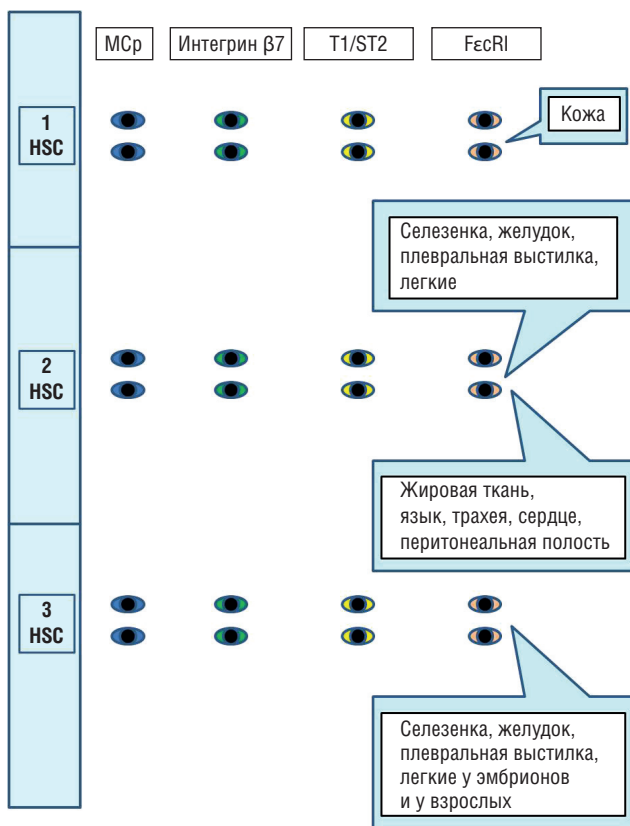 MCp
Интегрин β7
T1/ST2
FεcRI
1
HSC
Кожа
Селезенка, желудок,
плевральная выстилка,
легкие
2
HSC
Жировая ткань,
язык, трахея, сердце,
перитонеальная полость
3
HSC
Селезенка, желудок,
плевральная выстилка,
легкие у эмбрионов
и у взрослых